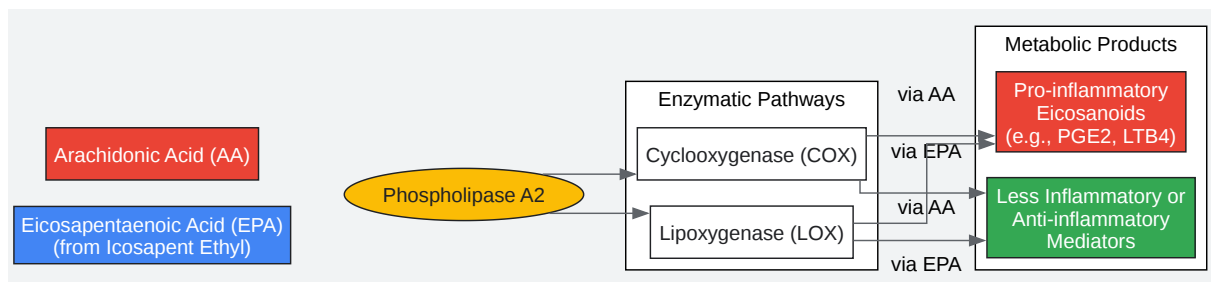 Arachidonic Acid (AA)
Eicosapentaenoic Acid (EPA)
(from Icosapent Ethyl)
Phospholipase A2
Enzymatic Pathways
Cyclooxygenase (COX)
Lipoxygenase (LOX)
via AA
via EPA
via AA
via EPA
Metabolic Products
Pro-inflammatory
Eicosanoids
(e.g., PGE2, LTB4)
Less Inflammatory or
Anti-inflammatory
Mediators